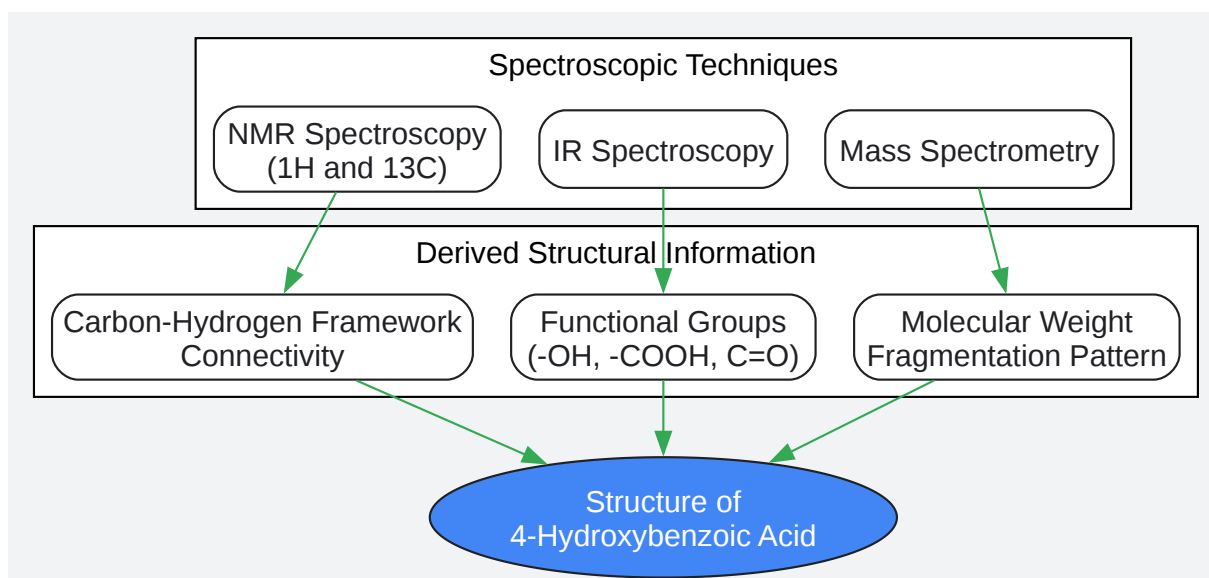 Spectroscopic Techniques
NMR Spectroscopy
(1H and 13C)
IR Spectroscopy
Mass Spectrometry
Derived Structural Information
Carbon-Hydrogen Framework
Connectivity
Functional Groups
(-OH, -COOH, C=O)
Molecular Weight
Fragmentation Pattern
Structure of
4-Hydroxybenzoic Acid